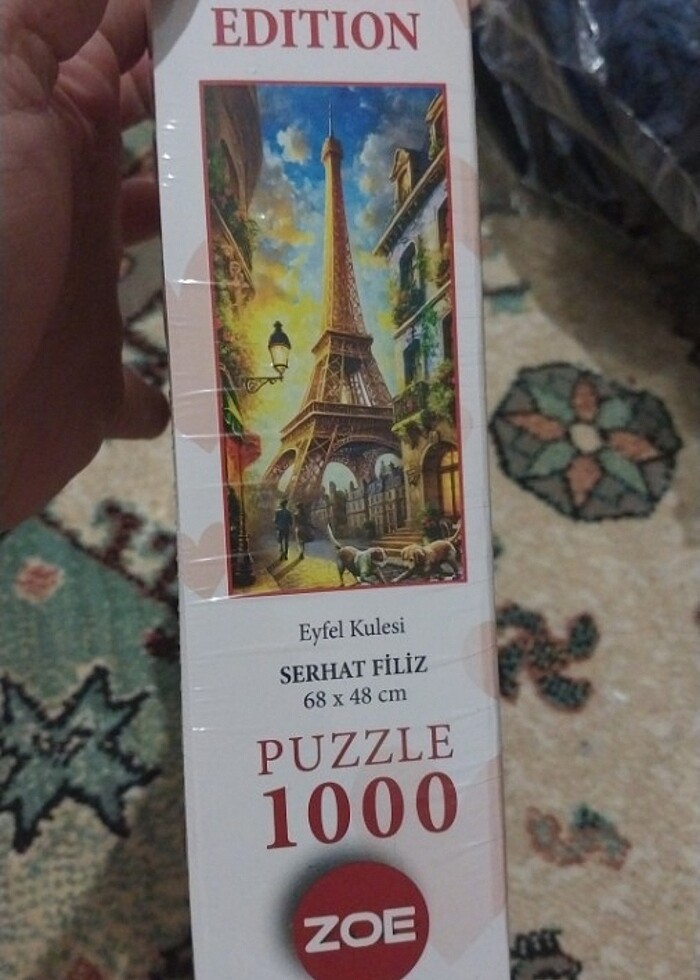 EDITION
Eyfel Kulesi
SERHAT FİLİZ
68 x 48 cm
PUZZLE
1000
ZOE